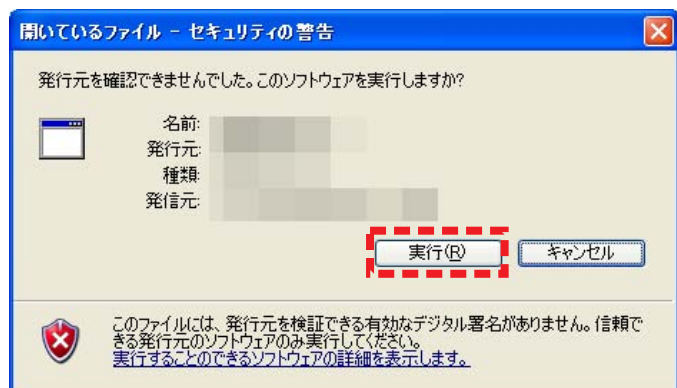 開いているファイル - セキュリティの警告
発行元を確認できませんでした。このソフトウェアを実行しますか?
名前:
発行元:
種類:
発信元:
実行(R)
キャンセル
このファイルには、発行元を検証できる有効なデジタル署名がありません。信頼で
きる発行元のソフトウェアのみ実行してください。
実行することのできるソフトウェアの詳細を表示します。